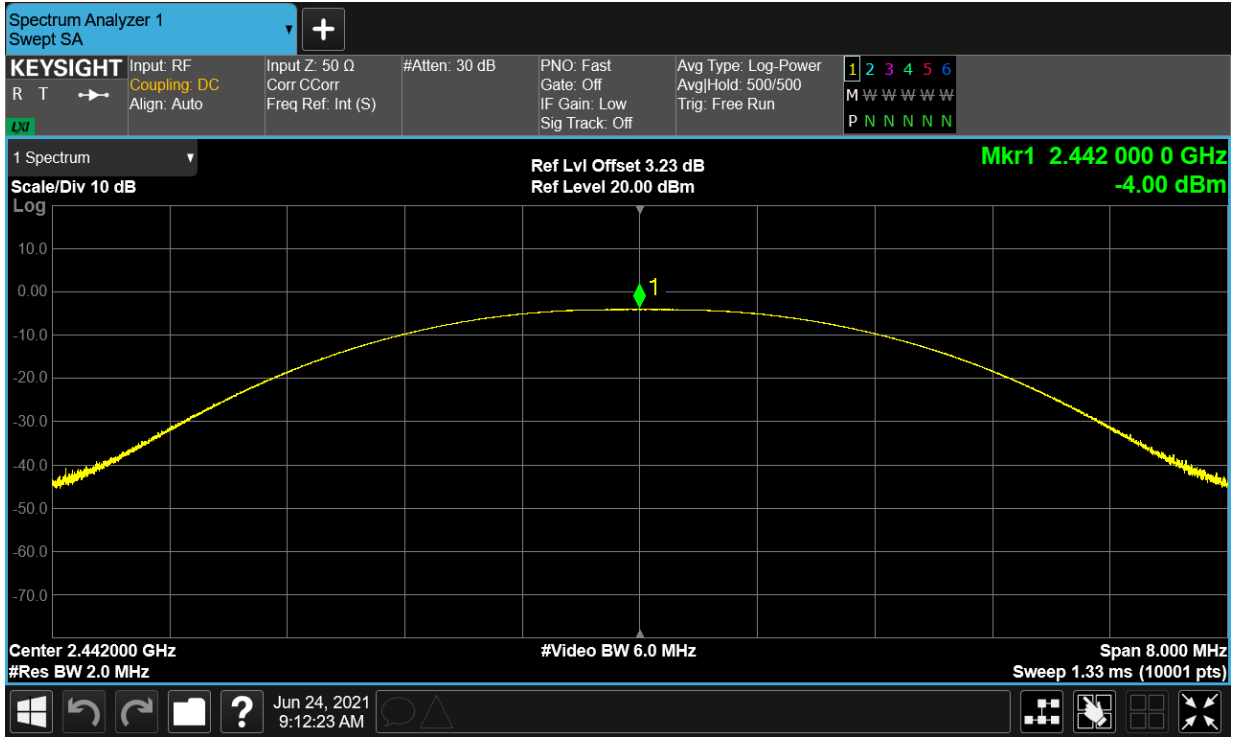 Spectrum Analyzer 1
Swept SA
KEYSIGHT
R T
LXI
Input: RF
Coupling: DC
Align: Auto
Input Z: 50 Ω
Corr CCorr
Freq Ref: Int (S)
#Atten: 30 dB
PNO: Fast
Gate: Off
IF Gain: Low
Sig Track: Off
Avg Type: Log-Power
Avg|Hold: 500/500
Trig: Free Run
1 2 3 4 5 6
M W W W W W
P N N N N N
1 Spectrum
Scale/Div 10 dB
Log
Ref Lvl Offset 3.23 dB
Ref Level 20.00 dBm
Mkr1 2.442 000 0 GHz
-4.00 dBm
10.0
0.00
1
-10.0
-20.0
-30.0
-40.0
-50.0
-60.0
-70.0
Center 2.442000 GHz
#Video BW 6.0 MHz
Span 8.000 MHz
#Res BW 2.0 MHz
Sweep 1.33 ms (10001 pts)
?
Jun 24, 2021
9:12:23 AM